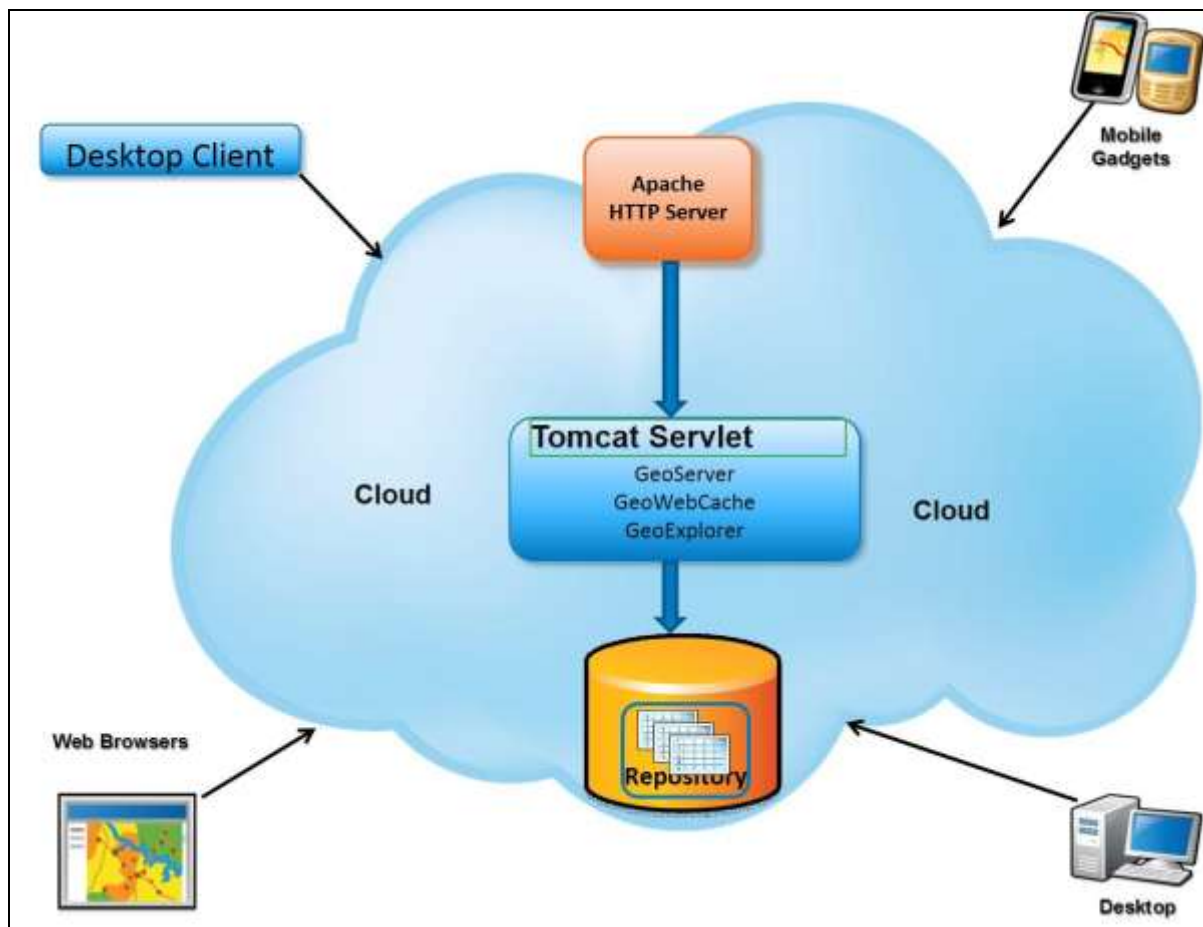 Desktop Client
Apache
HTTP Server
Mobile
Gadgets
Tomcat Servlet
GeoServer
GeoWebCache
GeoExplorer
Cloud
Cloud
Repository
Web Browsers
Desktop